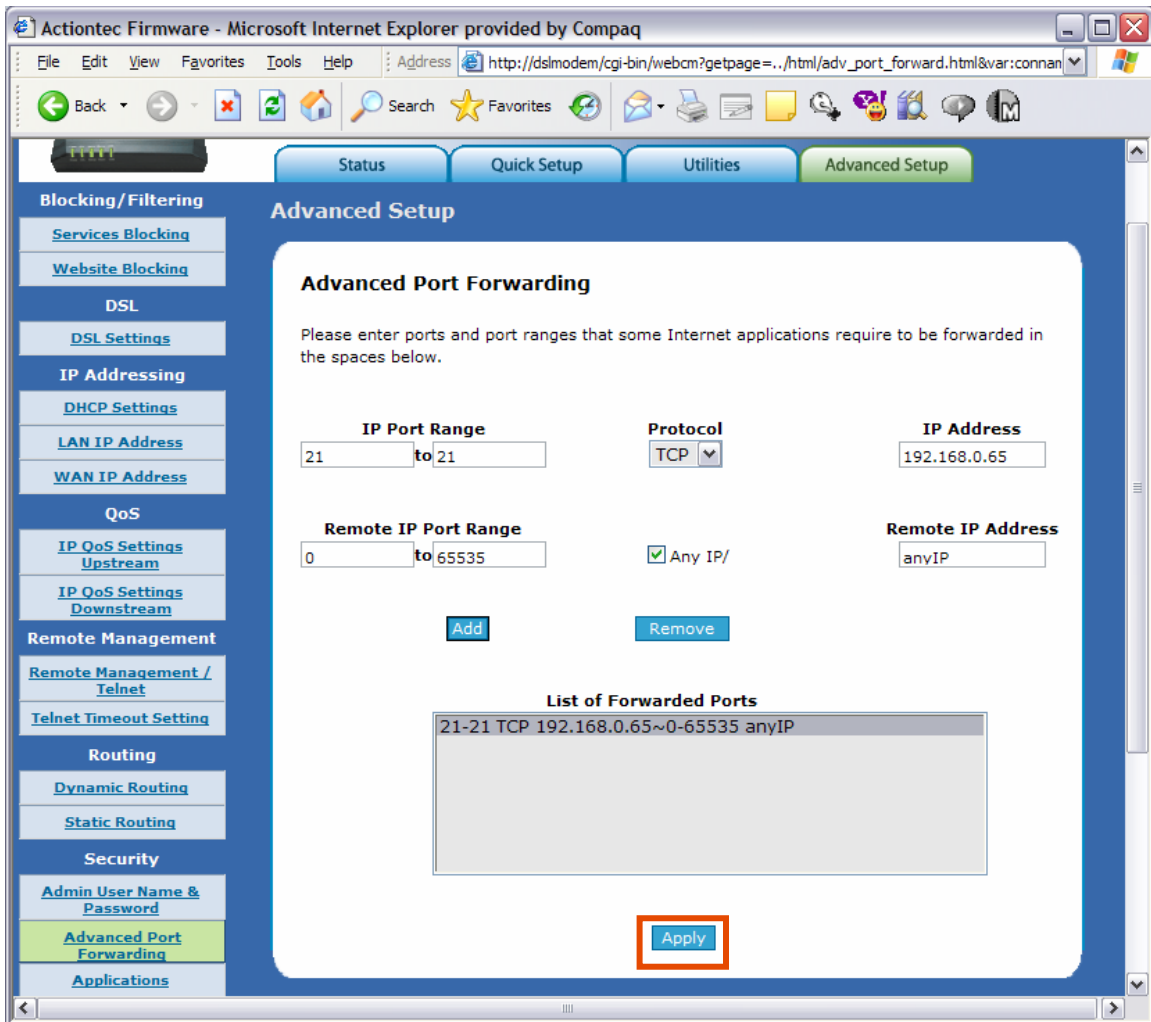 Actiontec Firmware - Microsoft Internet Explorer provided by Compaq
File Edit View Favorites Tools Help Address http://dslmodem/cgi-bin/webcm?getpage=../html/adv_port_forward.html&var:connan
Back Search Favorites
Status Quick Setup Utilities Advanced Setup
Blocking/Filtering
Services Blocking
Website Blocking
DSL
DSL Settings
IP Addressing
DHCP Settings
LAN IP Address
WAN IP Address
QoS
IP QoS Settings
Upstream
IP QoS Settings
Downstream
Remote Management
Remote Management /
Telnet
Telnet Timeout Setting
Routing
Dynamic Routing
Static Routing
Security
Admin User Name &
Password
Advanced Port
Forwarding
Applications
Advanced Setup
Advanced Port Forwarding
Please enter ports and port ranges that some Internet applications require to be forwarded in
the spaces below.
IP Port Range Protocol IP Address
21 to 21 TCP 192.168.0.65
Remote IP Port Range Remote IP Address
0 to 65535 Any IP/ anyIP
Add Remove
List of Forwarded Ports
21-21 TCP 192.168.0.65~0-65535 anyIP
Apply